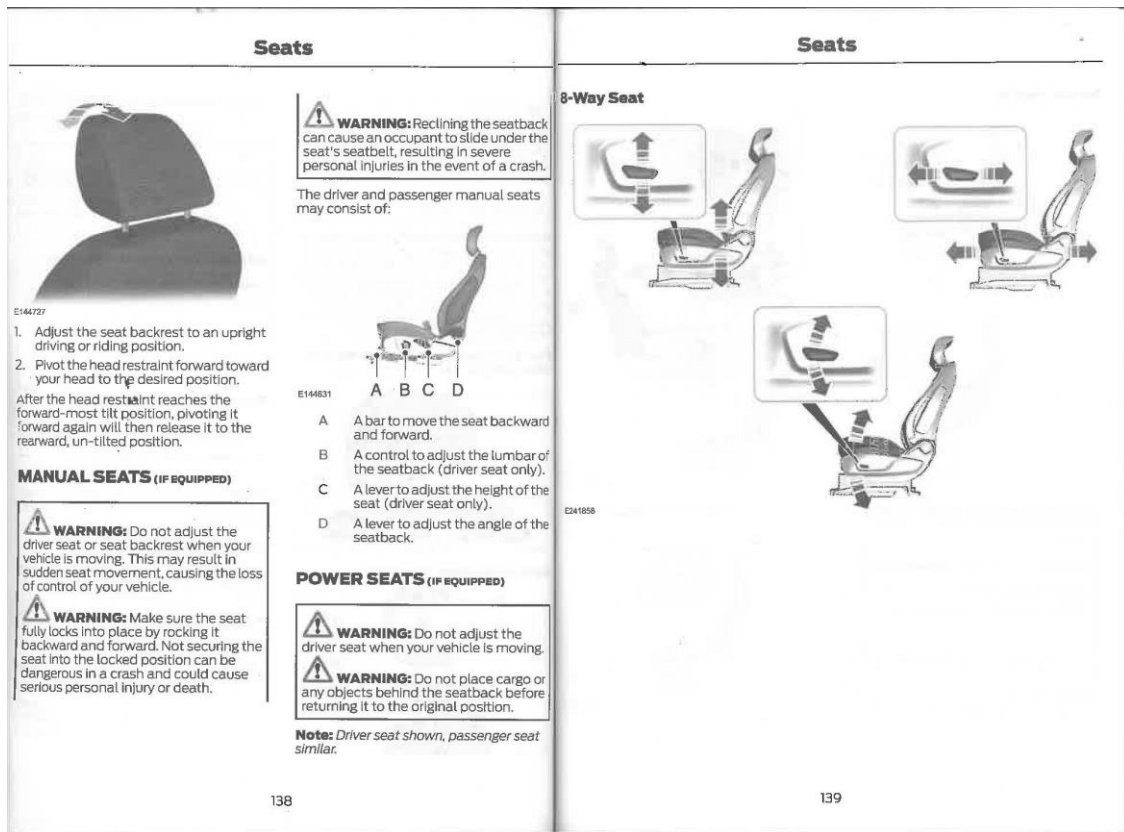 Seats
E144727
1. Adjust the seat backrest to an upright
driving or riding position.
2. Pivot the head restraint forward toward
your head to the desired position.
After the head restraint reaches the
forward-most tilt position, pivoting it
forward again will then release it to the
rearward, un-tilted position.
MANUAL SEATS (IF EQUIPPED)
WARNING: Do not adjust the
driver seat or seat backrest when your
vehicle is moving. This may result in
sudden seat movement, causing the loss
of control of your vehicle.
WARNING: Make sure the seat
fully locks into place by rocking it
backward and forward. Not securing the
seat into the locked position can be
dangerous in a crash and could cause
serious personal injury or death.
WARNING: Reclining the seatback
can cause an occupant to slide under the
seat's seatbelt, resulting in severe
personal injuries in the event of a crash.
The driver and passenger manual seats
may consist of:
A B C D
E144631
A A bar to move the seat backward
and forward.
B A control to adjust the lumbar of
the seatback (driver seat only).
C A lever to adjust the height of the
seat (driver seat only).
D A lever to adjust the angle of the
seatback.
POWER SEATS (IF EQUIPPED)
WARNING: Do not adjust the
driver seat when your vehicle is moving.
WARNING: Do not place cargo or
any objects behind the seatback before
returning it to the original position.
Note: Driver seat shown, passenger seat
similar.
138
Seats
8-Way Seat
E241858
139